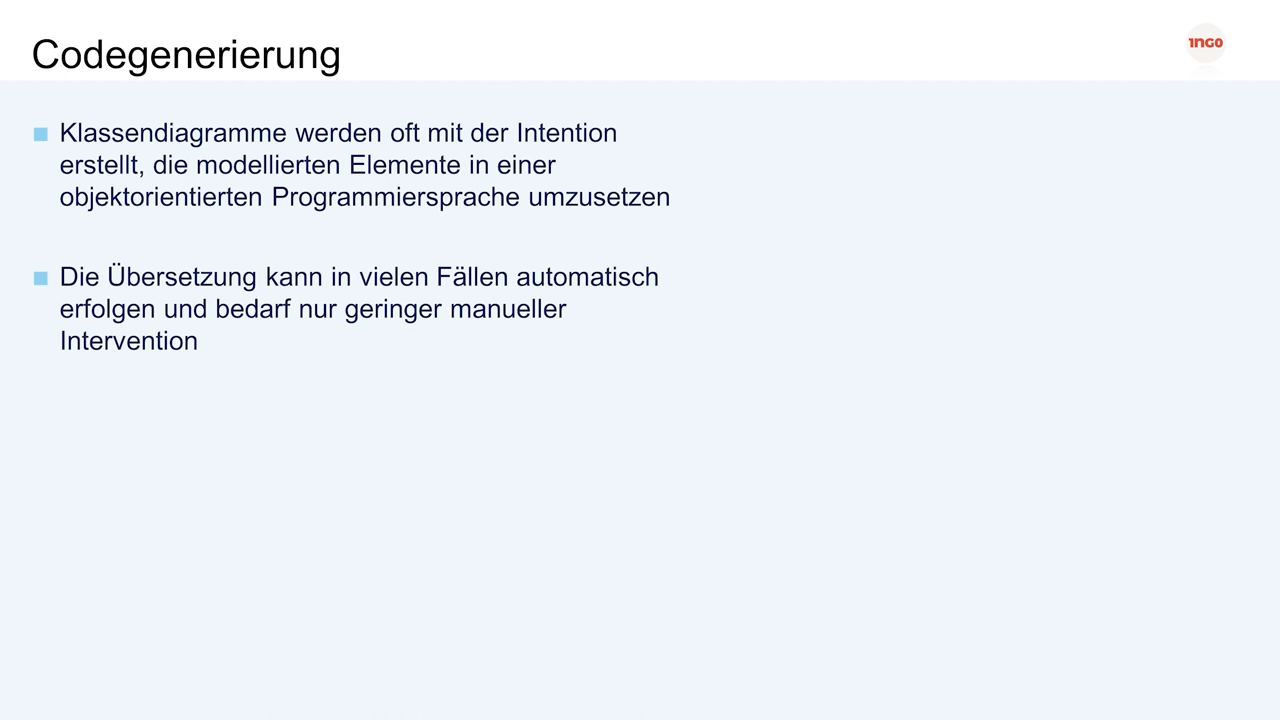 Codegenerierung
1NGO
Klassendiagramme werden oft mit der Intention
erstellt, die modellierten Elemente in einer
objektorientierten Programmiersprache umzusetzen
Die Übersetzung kann in vielen Fällen automatisch
erfolgen und bedarf nur geringer manueller
Intervention